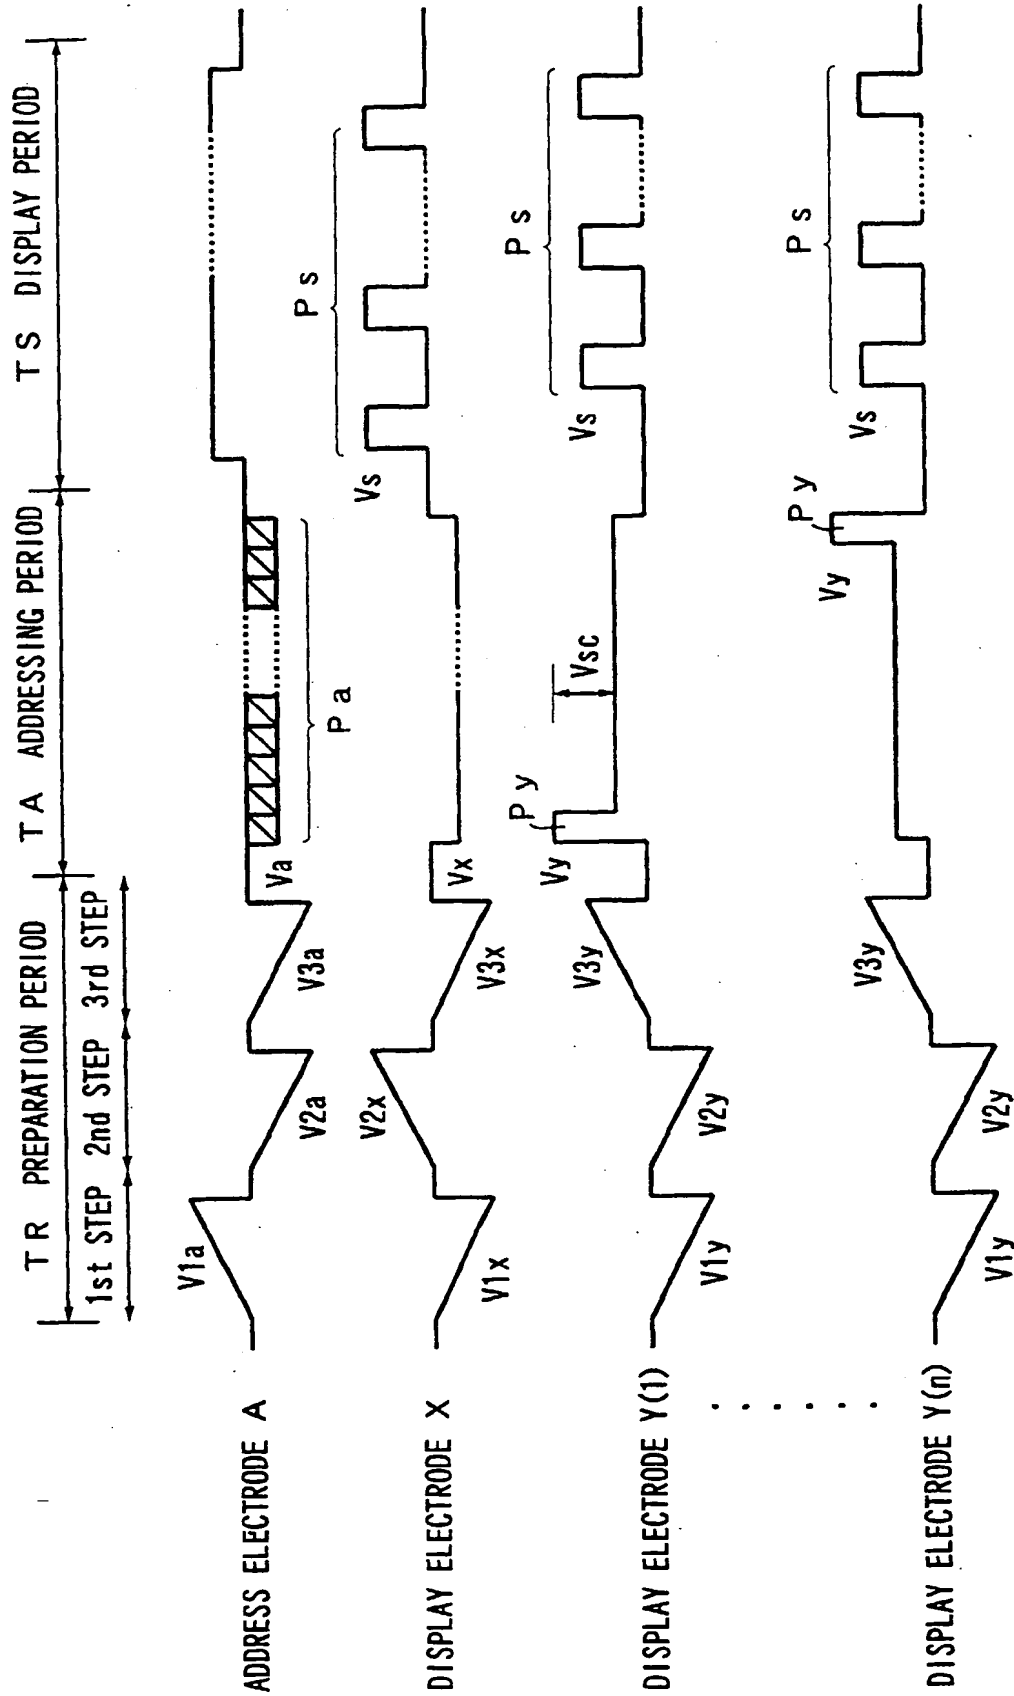 TR PREPARATION PERIOD
TA ADDRESSING PERIOD
TS DISPLAY PERIOD
1st STEP
2nd STEP
3rd STEP
ADDRESS ELECTRODE A
V1a
V2a
V3a
Va
Pa
DISPLAY ELECTRODE X
V1x
V2x
V3x
Vx
Vs
Ps
DISPLAY ELECTRODE Y(1)
V1y
V2y
V3y
Vy
Py
Vsc
Vs
Ps
DISPLAY ELECTRODE Y(n)
V1y
V2y
V3y
Vy
Py
Vs
Ps